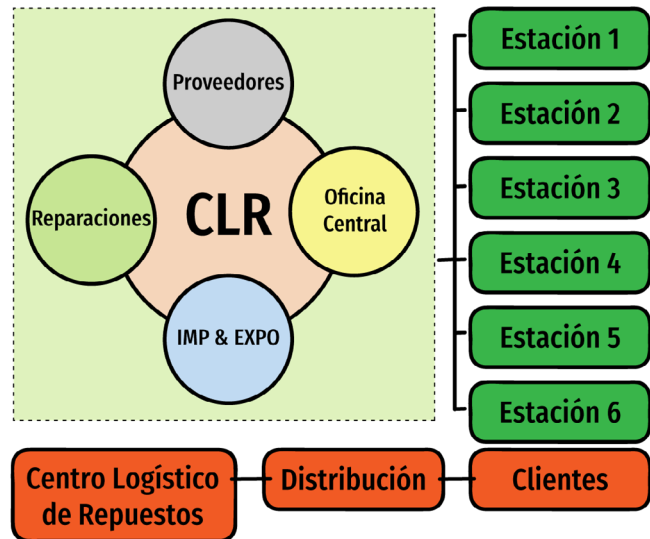 Proveedores
Reparaciones
CLR
Oficina
Central
IMP & EXPO
Estación 1
Estación 2
Estación 3
Estación 4
Estación 5
Estación 6
Centro Logístico
de Repuestos
Distribución
Clientes